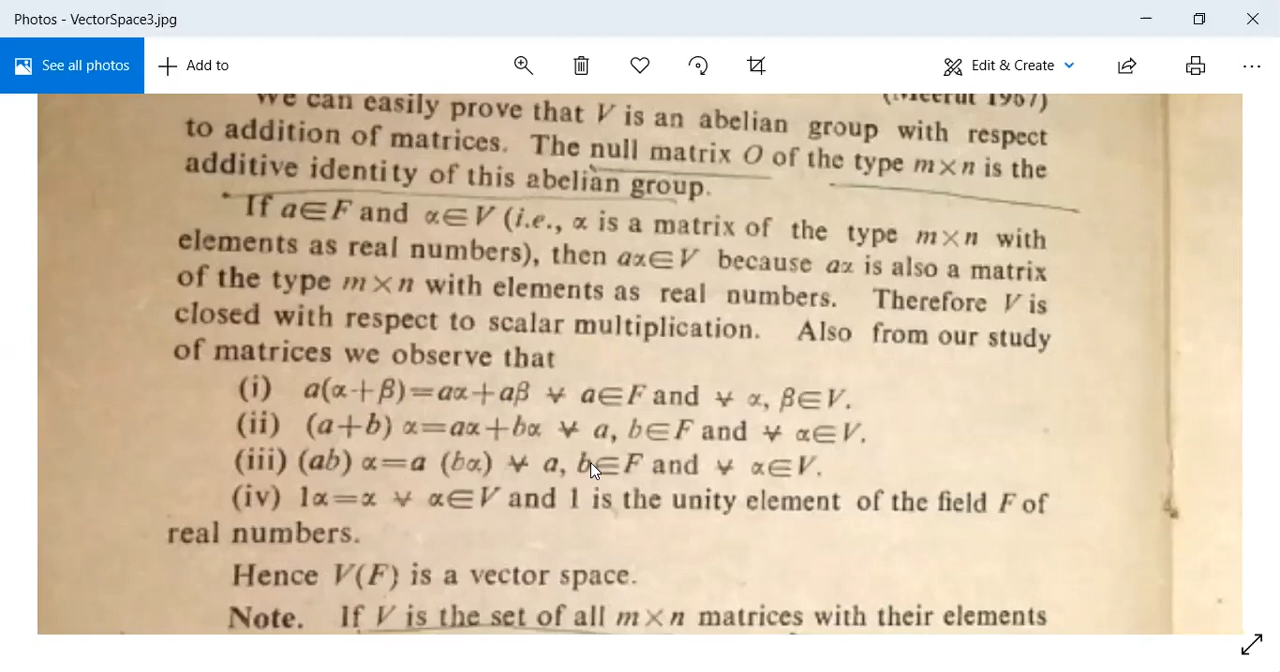 Photos - VectorSpace3.jpg
See all photos
Add to
Edit & Create
We can easily prove that V is an abelian group with respect
(Meerut 1967)
to addition of matrices. The null matrix O of the type m×n is the
additive identity of this abelian group.
If a∈F and α∈V (i.e., α is a matrix of the type m×n with
elements as real numbers), then aα∈V because aα is also a matrix
of the type m×n with elements as real numbers. Therefore V is
closed with respect to scalar multiplication. Also from our study
of matrices we observe that
(i) a(α+β)=aα+aβ ∀ a∈F and ∀ α, β∈V.
(ii) (a+b) α=aα+bα ∀ a, b∈F and ∀ α∈V.
(iii) (ab) α=a (bα) ∀ a, b∈F and ∀ α∈V.
(iv) 1α=α ∀ α∈V and 1 is the unity element of the field F of
real numbers.
Hence V(F) is a vector space.
Note. If V is the set of all m×n matrices with their elements